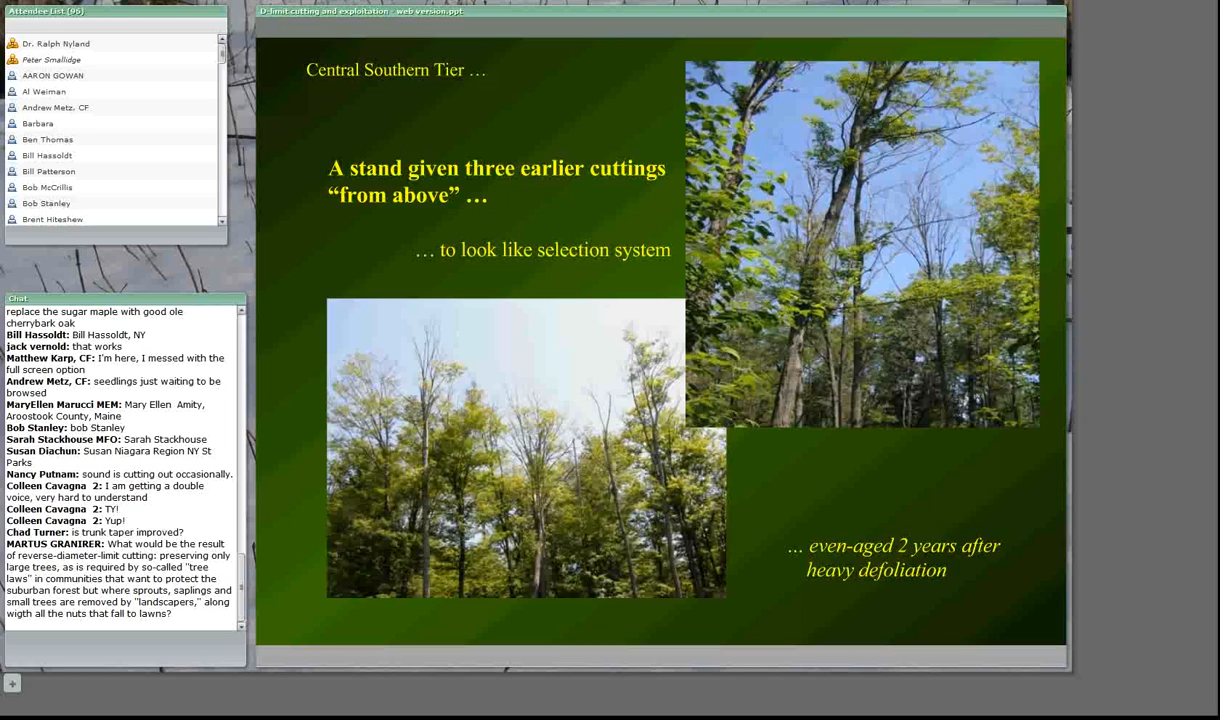 Attendee List (95)
Dr. Ralph Nyland
Peter Smallidge
AARON GOWAN
Al Weiman
Andrew Metz, CF
Barbara
Ben Thomas
Bill Hassoldt
Bill Patterson
Bob McCrillis
Bob Stanley
Brent Hiteshew
Chat
replace the sugar maple with good ole
cherrybark oak
Bill Hassoldt: Bill Hassoldt, NY
jack vernold: that works
Matthew Karp, CF: I'm here, I messed with the
full screen option
Andrew Metz, CF: seedlings just waiting to be
browsed
MaryEllen Marucci MEM: Mary Ellen Amity,
Aroostook County, Maine
Bob Stanley: bob Stanley
Sarah Stackhouse MFO: Sarah Stackhouse
Susan Diachun: Susan Niagara Region NY St
Parks
Nancy Putnam: sound is cutting out occasionally.
Colleen Cavagna 2: I am getting a double
voice, very hard to understand
Colleen Cavagna 2: TY!
Colleen Cavagna 2: Yup!
Chad Turner: is trunk taper improved?
MARTUS GRANIRER: What would be the result
of reverse-diameter-limit cutting: preserving only
large trees, as is required by so-called "tree
laws" in communities that want to protect the
suburban forest but where sprouts, saplings and
small trees are removed by "landscapers," along
wigth all the nuts that fall to lawns?
D-limit cutting and exploitation - web version.ppt
Central Southern Tier …
A stand given three earlier cuttings
“from above” …
… to look like selection system
… even-aged 2 years after
heavy defoliation